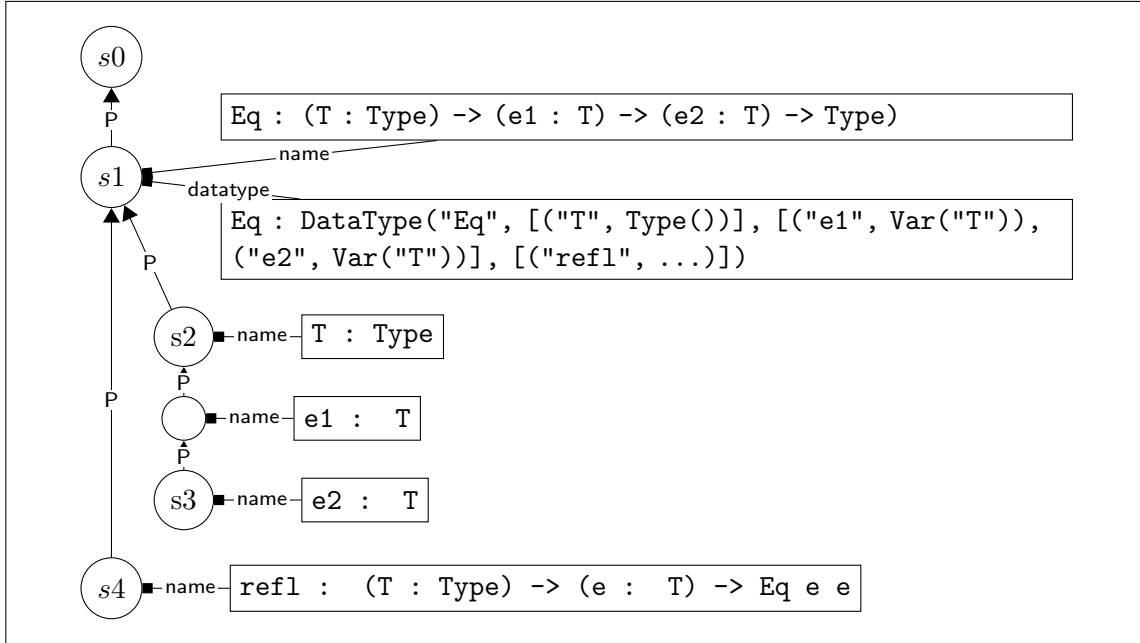 s0
P
Eq : (T : Type) -> (e1 : T) -> (e2 : T) -> Type)
name
s1
datatype
Eq : DataType("Eq", [("T", Type())], [("e1", Var("T")),
("e2", Var("T"))], [("refl", ...)])
P
s2 name T : Type
P
P
name e1 : T
P
s3 name e2 : T
s4 name refl : (T : Type) -> (e : T) -> Eq e e